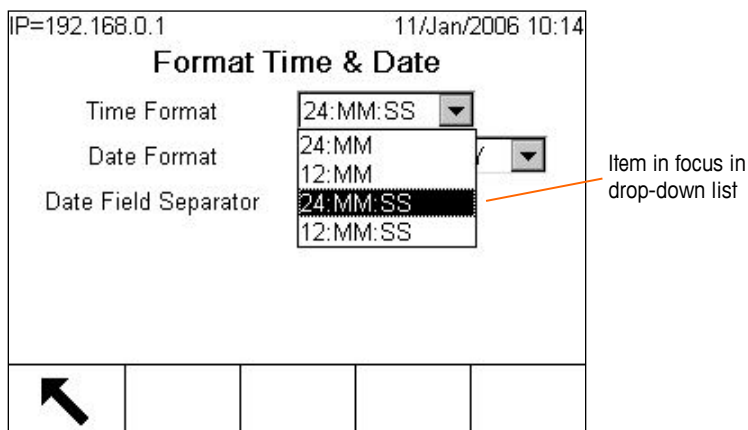 IP=192.168.0.1 11/Jan/2006 10:14
Format Time & Date
Time Format 24:MM:SS
24:MM
Date Format
12:MM
Date Field Separator 24:MM:SS
12:MM:SS
Item in focus in
drop-down list